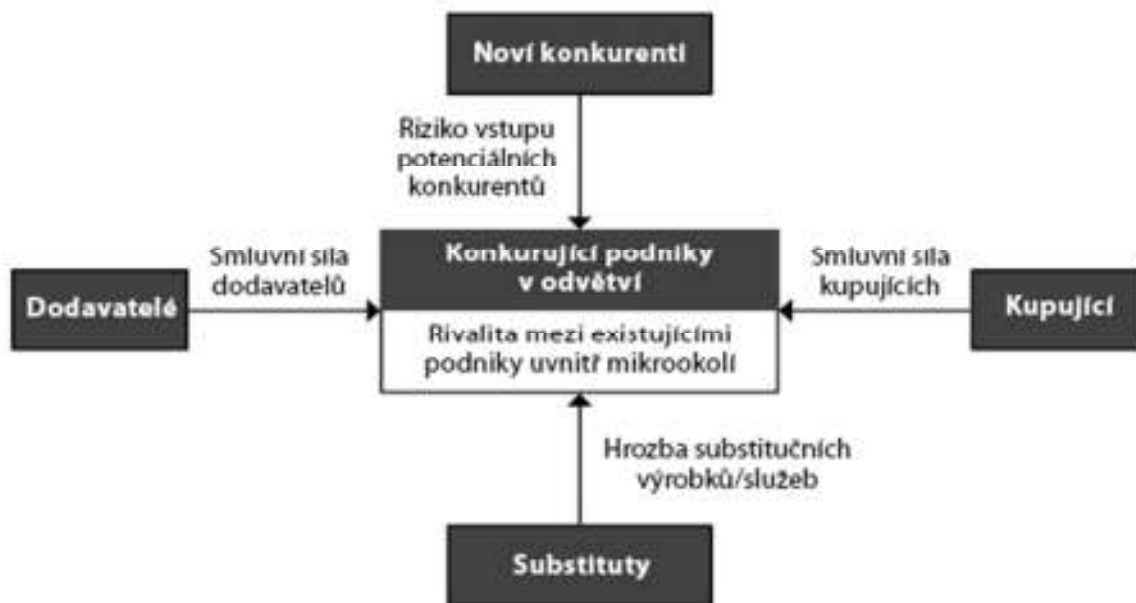 Noví konkurenti
Riziko vstupu
potenciálních
konkurentů
Smluvní síla
dodavatelů
Konkurující podniky
v odvětví
Smluvní síla
kupujících
Dodavatelé
Kupující
Rivalita mezi existujícími
podniky uvnitř mikrookolí
Hrozba substitučních
výrobků/služeb
Substituty